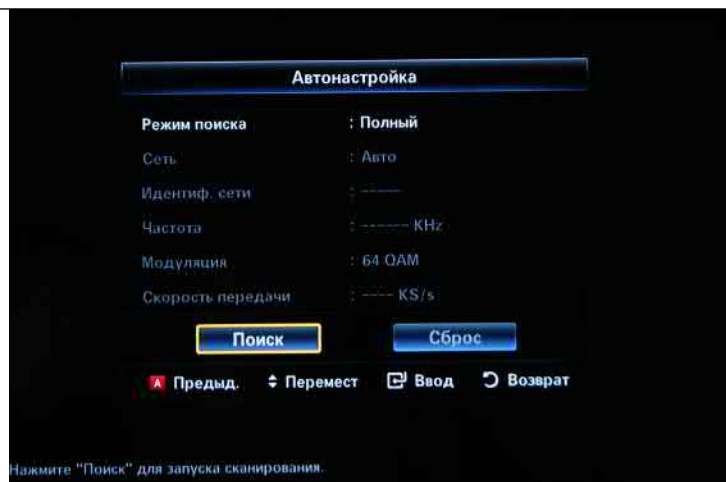 Автонастройка
Режим поиска : Полный
Сеть : Авто
Идентиф. сети : -----
Частота : ------ KHz
Модуляция : 64 QAM
Скорость передачи : ---- KS/s
Поиск Сброс
A Предыд. Перемест Ввод Возврат
Нажмите "Поиск" для запуска сканирования.